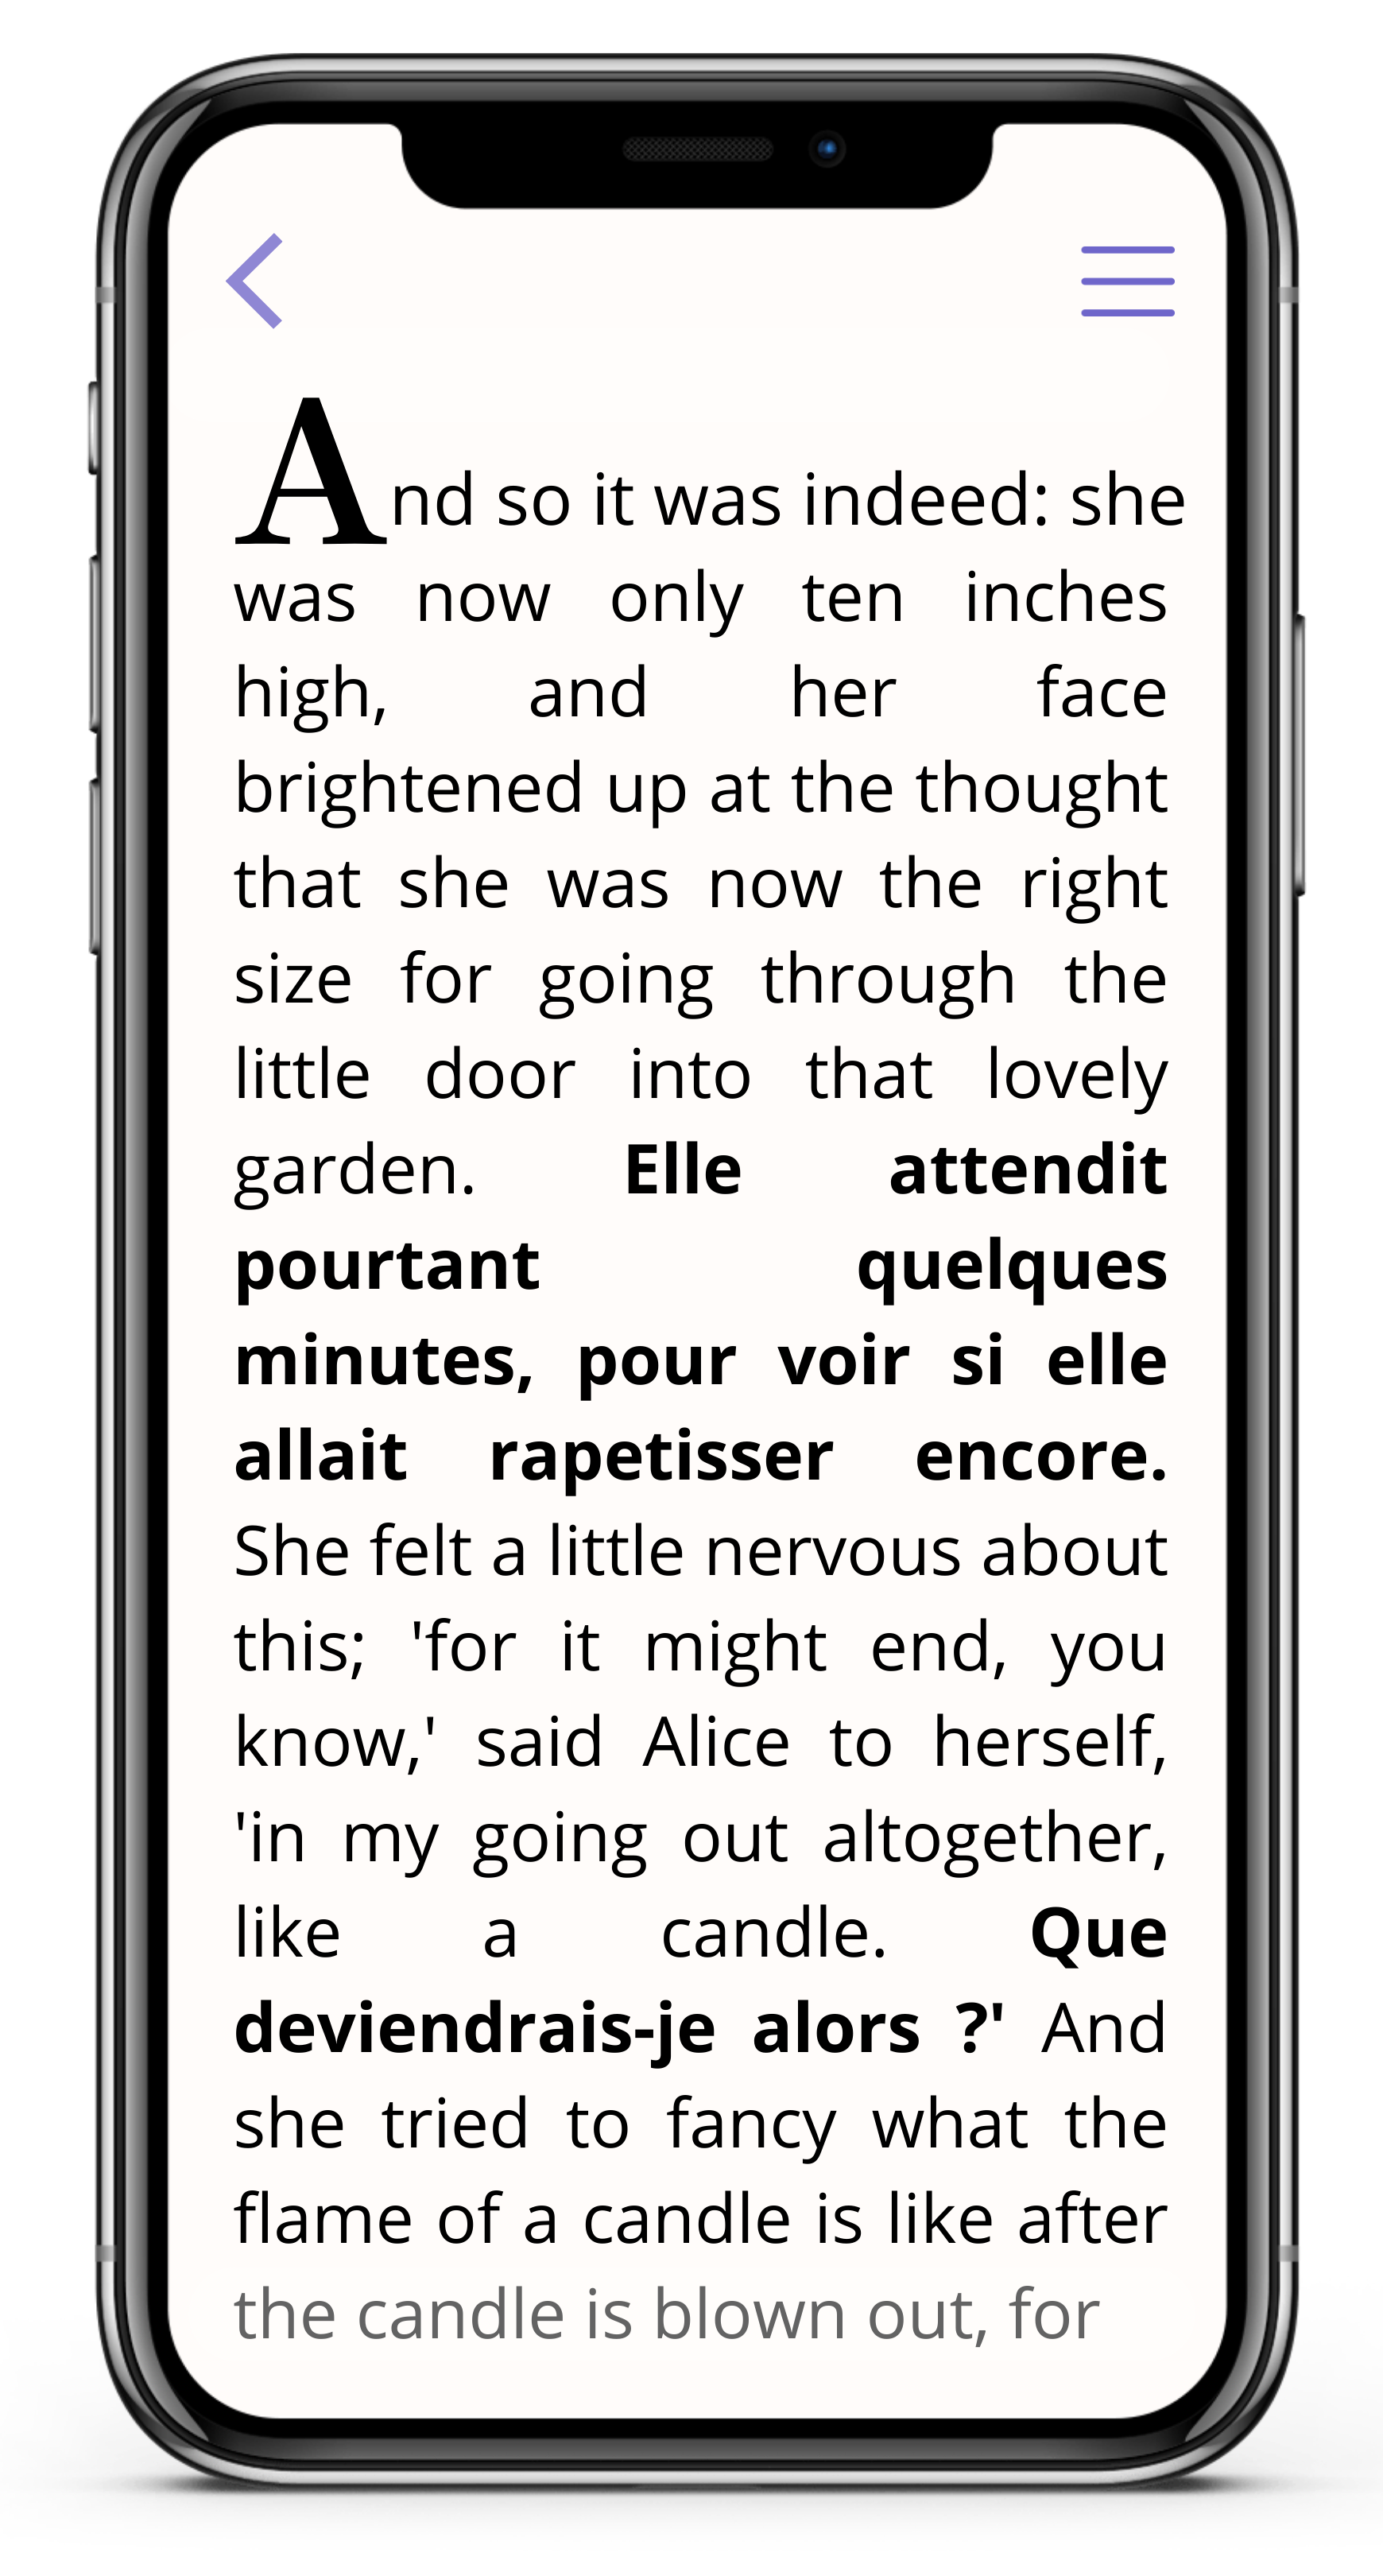 And so it was indeed: she
was now only ten inches
high, and her face
brightened up at the thought
that she was now the right
size for going through the
little door into that lovely
garden. Elle attendit
pourtant quelques
minutes, pour voir si elle
allait rapetisser encore.
She felt a little nervous about
this; 'for it might end, you
know,' said Alice to herself,
'in my going out altogether,
like a candle. Que
deviendrais-je alors ?' And
she tried to fancy what the
flame of a candle is like after
the candle is blown out, for